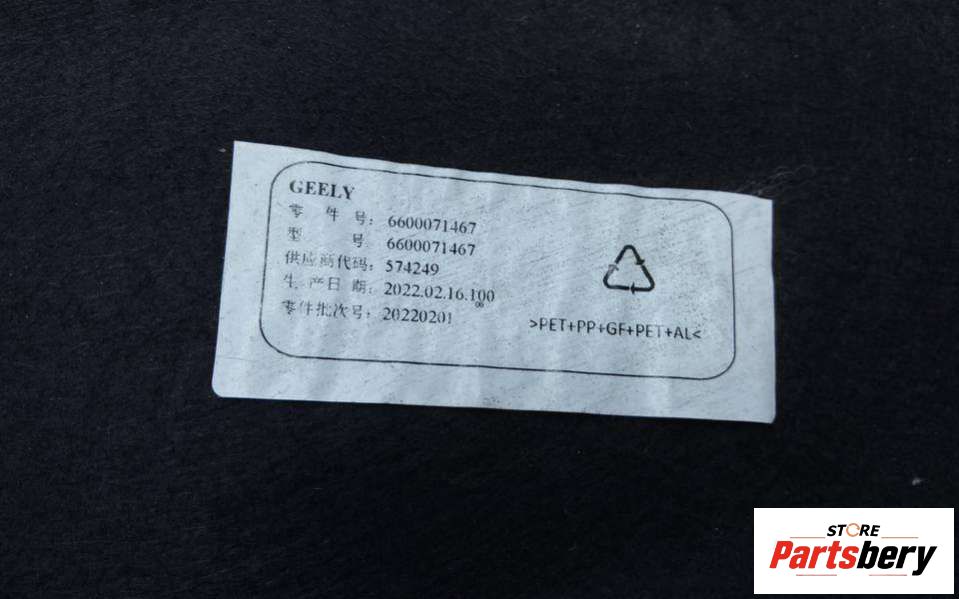 GEELY
零 件 号: 6600071467
型 号 6600071467
供应商代码: 574249
生 产 日 期: 2022.02.16.100
零件批次号: 20220201
>PET+PP+GF+PET+AL<
STORE
Partsbery